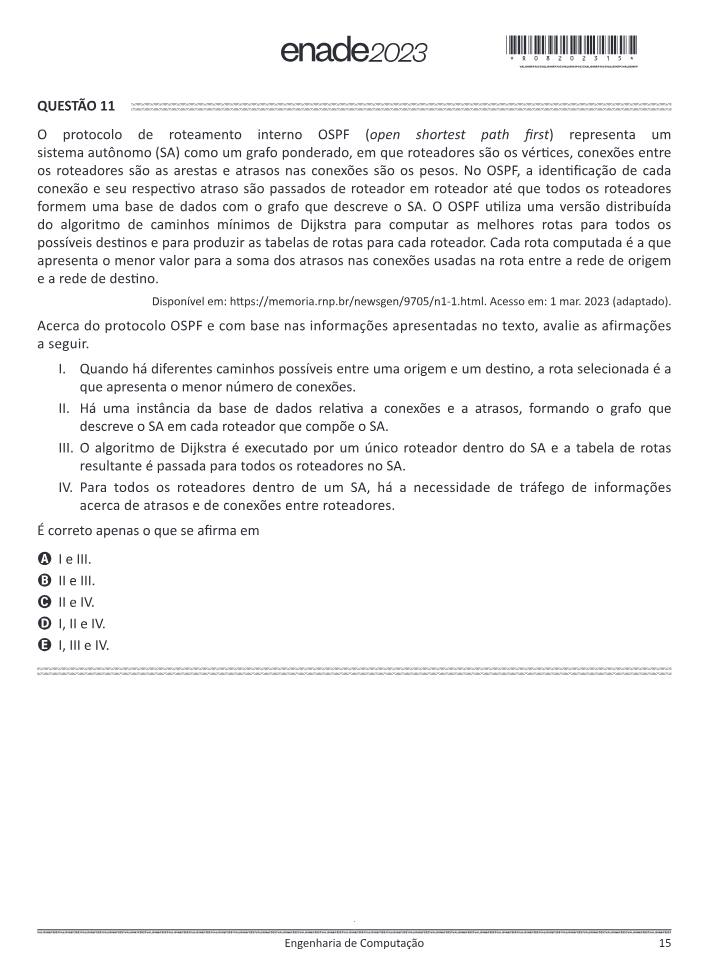 enade2023
*R08202315*
QUESTÃO 11
O protocolo de roteamento interno OSPF (open shortest path first) representa um
sistema autônomo (SA) como um grafo ponderado, em que roteadores são os vértices, conexões entre
os roteadores são as arestas e atrasos nas conexões são os pesos. No OSPF, a identificação de cada
conexão e seu respectivo atraso são passados de roteador em roteador até que todos os roteadores
formem uma base de dados com o grafo que descreve o SA. O OSPF utiliza uma versão distribuída
do algoritmo de caminhos mínimos de Dijkstra para computar as melhores rotas para todos os
possíveis destinos e para produzir as tabelas de rotas para cada roteador. Cada rota computada é a que
apresenta o menor valor para a soma dos atrasos nas conexões usadas na rota entre a rede de origem
e a rede de destino.
Disponível em: https://memoria.rnp.br/newsgen/9705/n1-1.html. Acesso em: 1 mar. 2023 (adaptado).
Acerca do protocolo OSPF e com base nas informações apresentadas no texto, avalie as afirmações
a seguir.
I. Quando há diferentes caminhos possíveis entre uma origem e um destino, a rota selecionada é a
que apresenta o menor número de conexões.
II. Há uma instância da base de dados relativa a conexões e a atrasos, formando o grafo que
descreve o SA em cada roteador que compõe o SA.
III. O algoritmo de Dijkstra é executado por um único roteador dentro do SA e a tabela de rotas
resultante é passada para todos os roteadores no SA.
IV. Para todos os roteadores dentro de um SA, há a necessidade de tráfego de informações
acerca de atrasos e de conexões entre roteadores.
É correto apenas o que se afirma em
A I e III.
B II e III.
C II e IV.
D I, II e IV.
E I, III e IV.
Engenharia de Computação
15